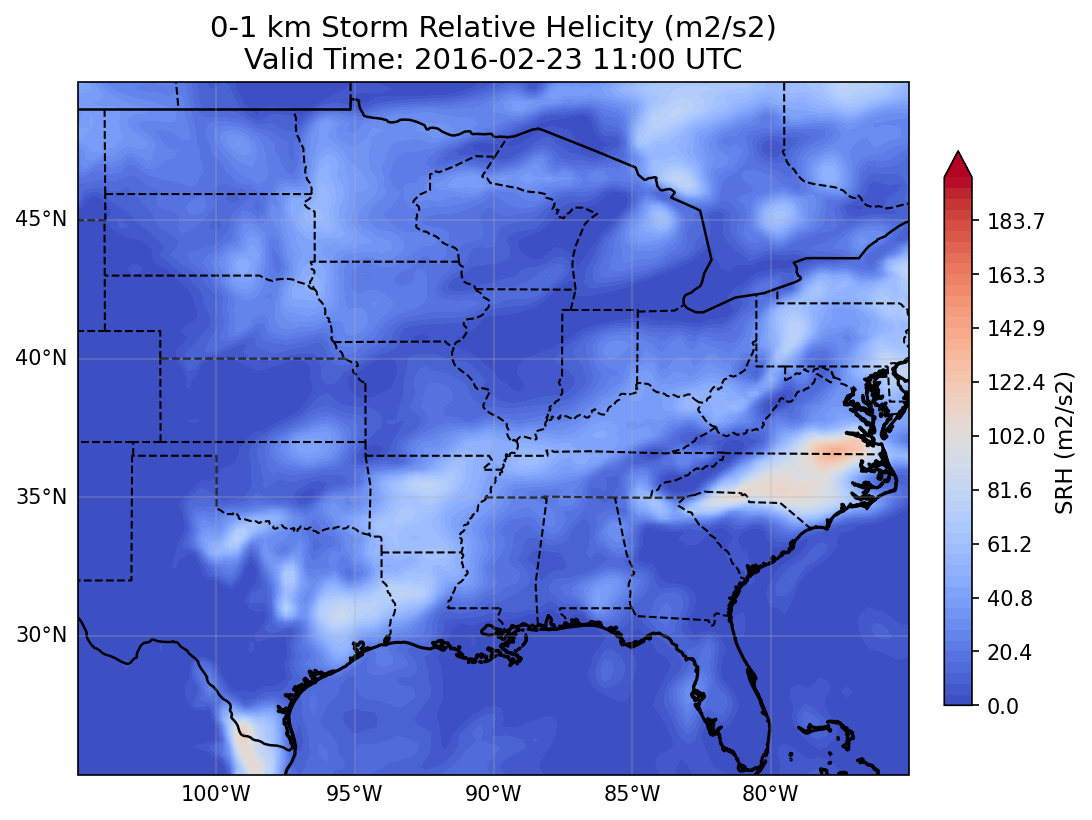 0-1 km Storm Relative Helicity (m2/s2)
Valid Time: 2016-02-23 11:00 UTC
45°N
40°N
35°N
30°N
100°W
95°W
90°W
85°W
80°W
183.7
163.3
142.9
122.4
102.0
81.6
61.2
40.8
20.4
0.0
SRH (m2/s2)